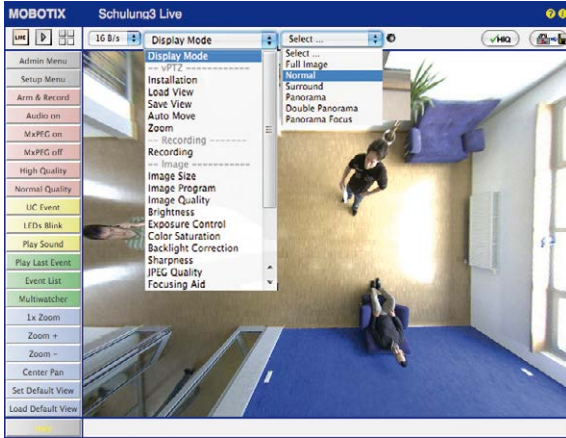 MOBOTIX Schulung3 Live
LIVE 16 B/s Display Mode Select ... HiQ
Admin Menu
Setup Menu
Arm & Record
Audio on
MxPEG on
MxPEG off
High Quality
Normal Quality
UC Event
LEDs Blink
Play Sound
Play Last Event
Event List
Multiwatcher
1x Zoom
Zoom +
Zoom -
Center Pan
Set Default View
Load Default View
Display Mode
-- vPTZ -------------
Installation
Load View
Save View
Auto Move
Zoom
-- Recording -------
Recording
-- Image -----------
Image Size
Image Program
Image Quality
Brightness
Exposure Control
Color Saturation
Backlight Correction
Sharpness
JPEG Quality
Focusing Aid
Select ...
Full Image
Normal
Surround
Panorama
Double Panorama
Panorama Focus